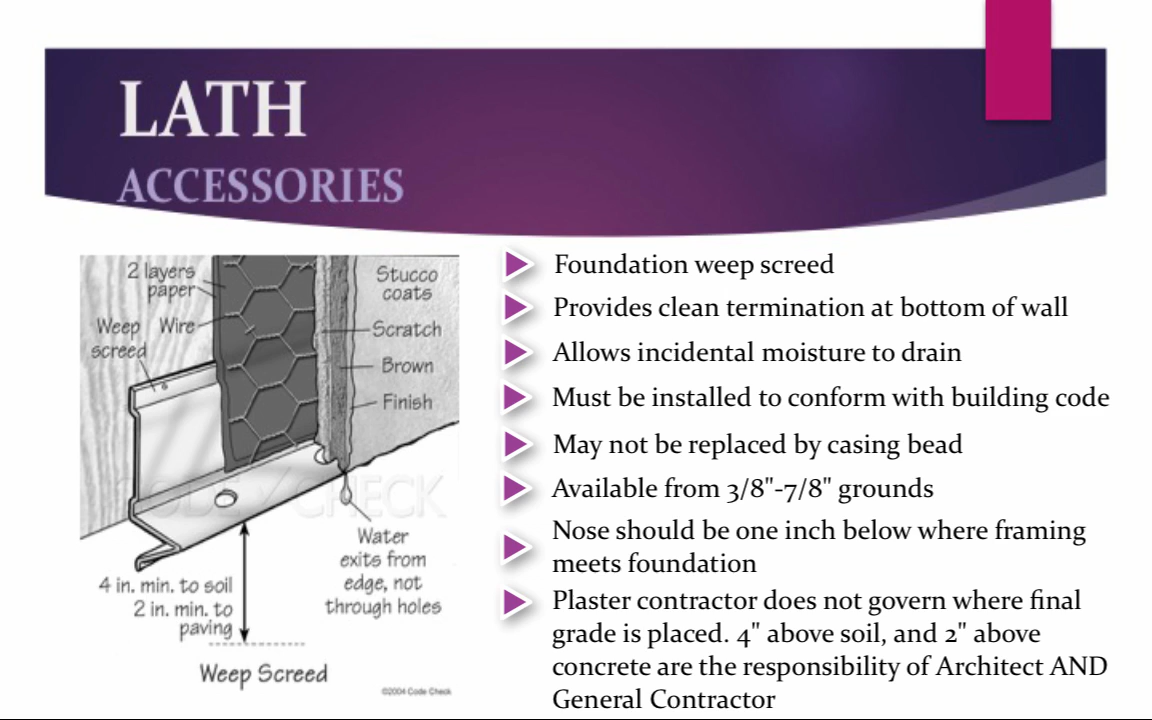 LATH
ACCESSORIES
2 layers
paper
Wire
Weep
screed
Stucco
coats
Scratch
Brown
Finish
CODE CHECK
Water
exits from
edge, not
through holes
4 in. min. to soil
2 in. min. to
paving
Weep Screed
©2004 Code Check
Foundation weep screed
Provides clean termination at bottom of wall
Allows incidental moisture to drain
Must be installed to conform with building code
May not be replaced by casing bead
Available from 3/8"-7/8" grounds
Nose should be one inch below where framing
meets foundation
Plaster contractor does not govern where final
grade is placed. 4" above soil, and 2" above
concrete are the responsibility of Architect AND
General Contractor